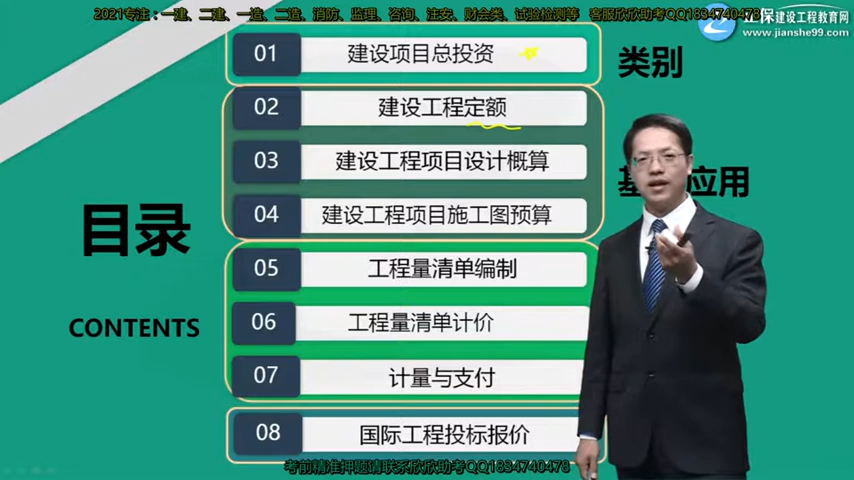 2021专注：一建、二建、一造、二造、消防、监理、咨询、注安、财会类、试验检测等 客服欣欣助考QQ1834740478
建设工程教育网
www.jianshe99.com
01 建设项目总投资
类别
02 建设工程定额
03 建设工程项目设计概算
应用
04 建设工程项目施工图预算
目录
CONTENTS
05 工程量清单编制
06 工程量清单计价
07 计量与支付
08 国际工程投标报价
考前精准押题请联系欣欣助考QQ1834740478